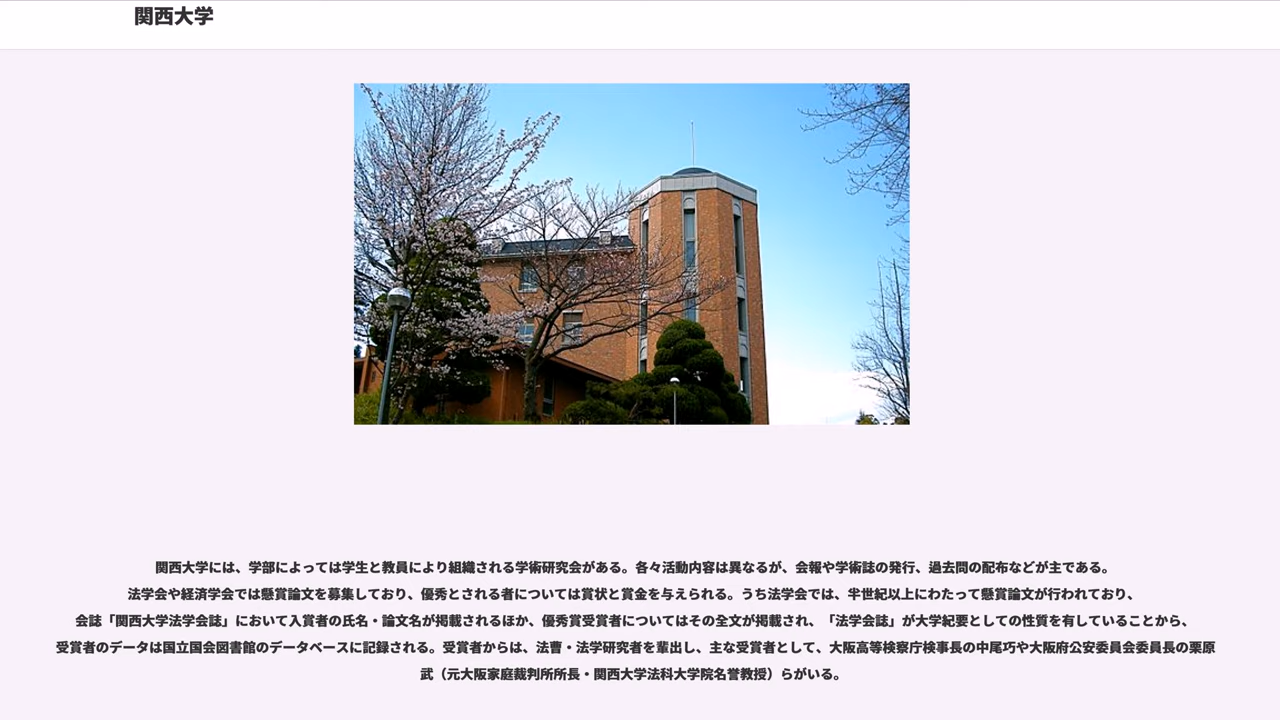 関西大学
関西大学には、学部によっては学生と教員により組織される学術研究会がある。各々活動内容は異なるが、会報や学術誌の発行、過去問の配布などが主である。
法学会や経済学会では懸賞論文を募集しており、優秀とされる者については賞状と賞金を与えられる。うち法学会では、半世紀以上にわたって懸賞論文が行われており、
会誌「関西大学法学会誌」において入賞者の氏名・論文名が掲載されるほか、優秀賞受賞者についてはその全文が掲載され、「法学会誌」が大学紀要としての性質を有していることから、
受賞者のデータは国立国会図書館のデータベースに記録される。受賞者からは、法曹・法学研究者を輩出し、主な受賞者として、大阪高等検察庁検事長の中尾巧や大阪府公安委員会委員長の栗原
武（元大阪家庭裁判所所長・関西大学法科大学院名誉教授）らがいる。